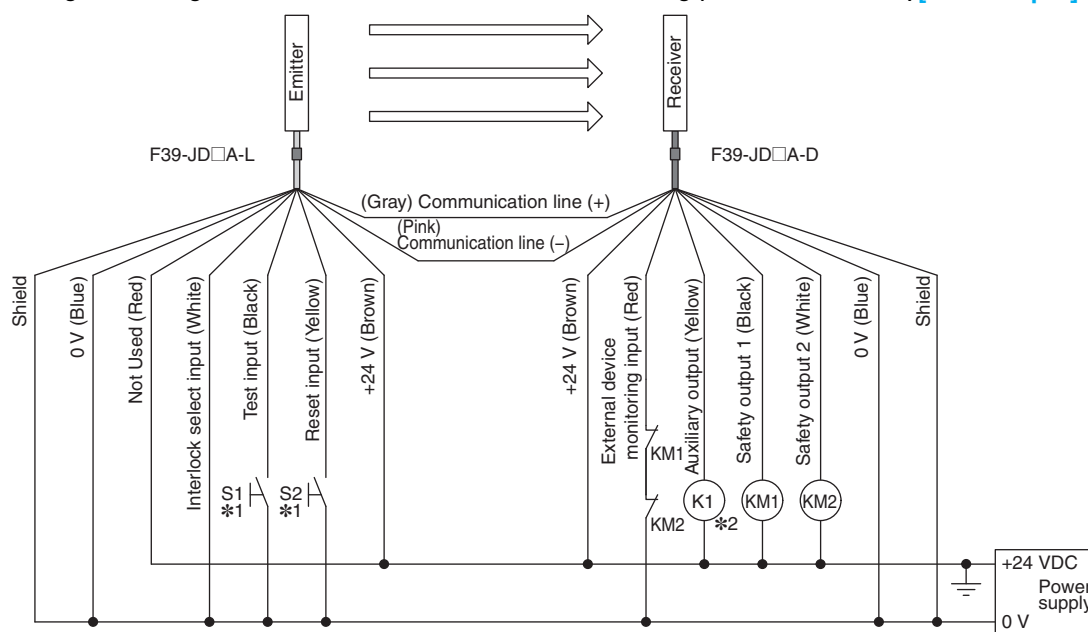 Emitter
Receiver
F39-JD□A-L
F39-JD□A-D
(Gray) Communication line (+)
(Pink)
Communication line (−)
Shield
0 V (Blue)
Not Used (Red)
Interlock select input (White)
Test input (Black)
Reset input (Yellow)
+24 V (Brown)
+24 V (Brown)
External device
monitoring input (Red)
Auxiliary output (Yellow)
Safety output 1 (Black)
Safety output 2 (White)
0 V (Blue)
Shield
S1
*1
S2
*1
KM1
KM2
K1
*2
KM1
KM2
+24 VDC
Power
supply
0 V